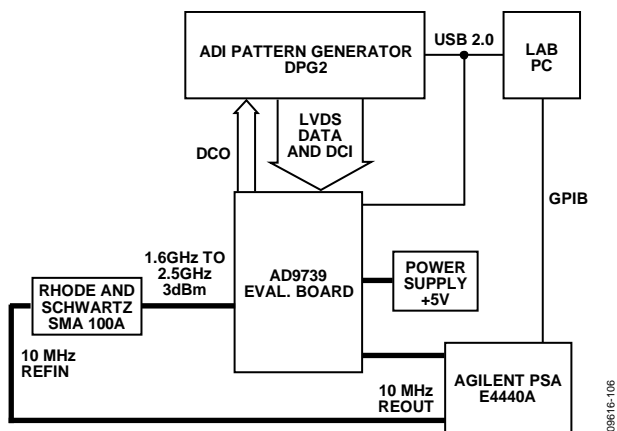 ADI PATTERN GENERATOR
DPG2
USB 2.0
LAB
PC
LVDS
DATA
AND DCI
DCO
GPIB
1.6GHz TO
2.5GHz
3dBm
AD9739
EVAL. BOARD
POWER
SUPPLY
+5V
RHODE AND
SCHWARTZ
SMA 100A
10 MHz
REFIN
10 MHz
REOUT
AGILENT PSA
E4440A
09616-106